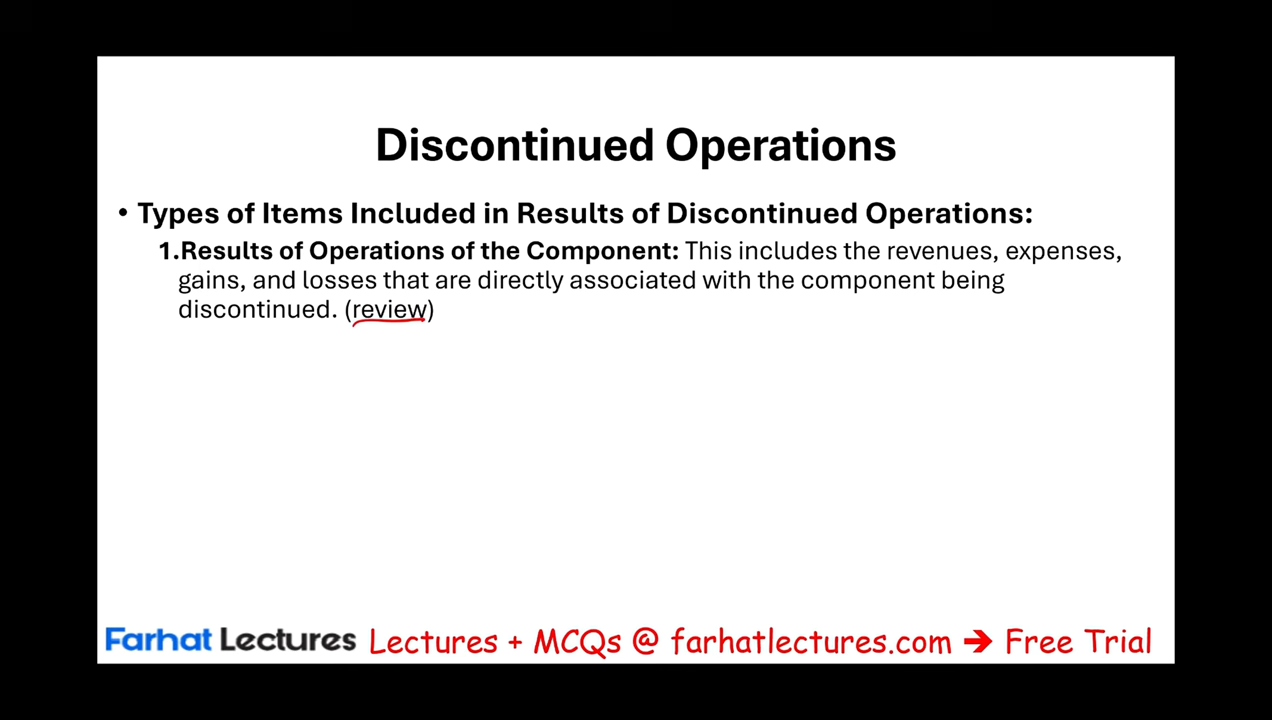 Discontinued Operations
• Types of Items Included in Results of Discontinued Operations:
1.Results of Operations of the Component: This includes the revenues, expenses,
gains, and losses that are directly associated with the component being
discontinued. (review)
Farhat Lectures Lectures + MCQs @ farhatlectures.com → Free Trial